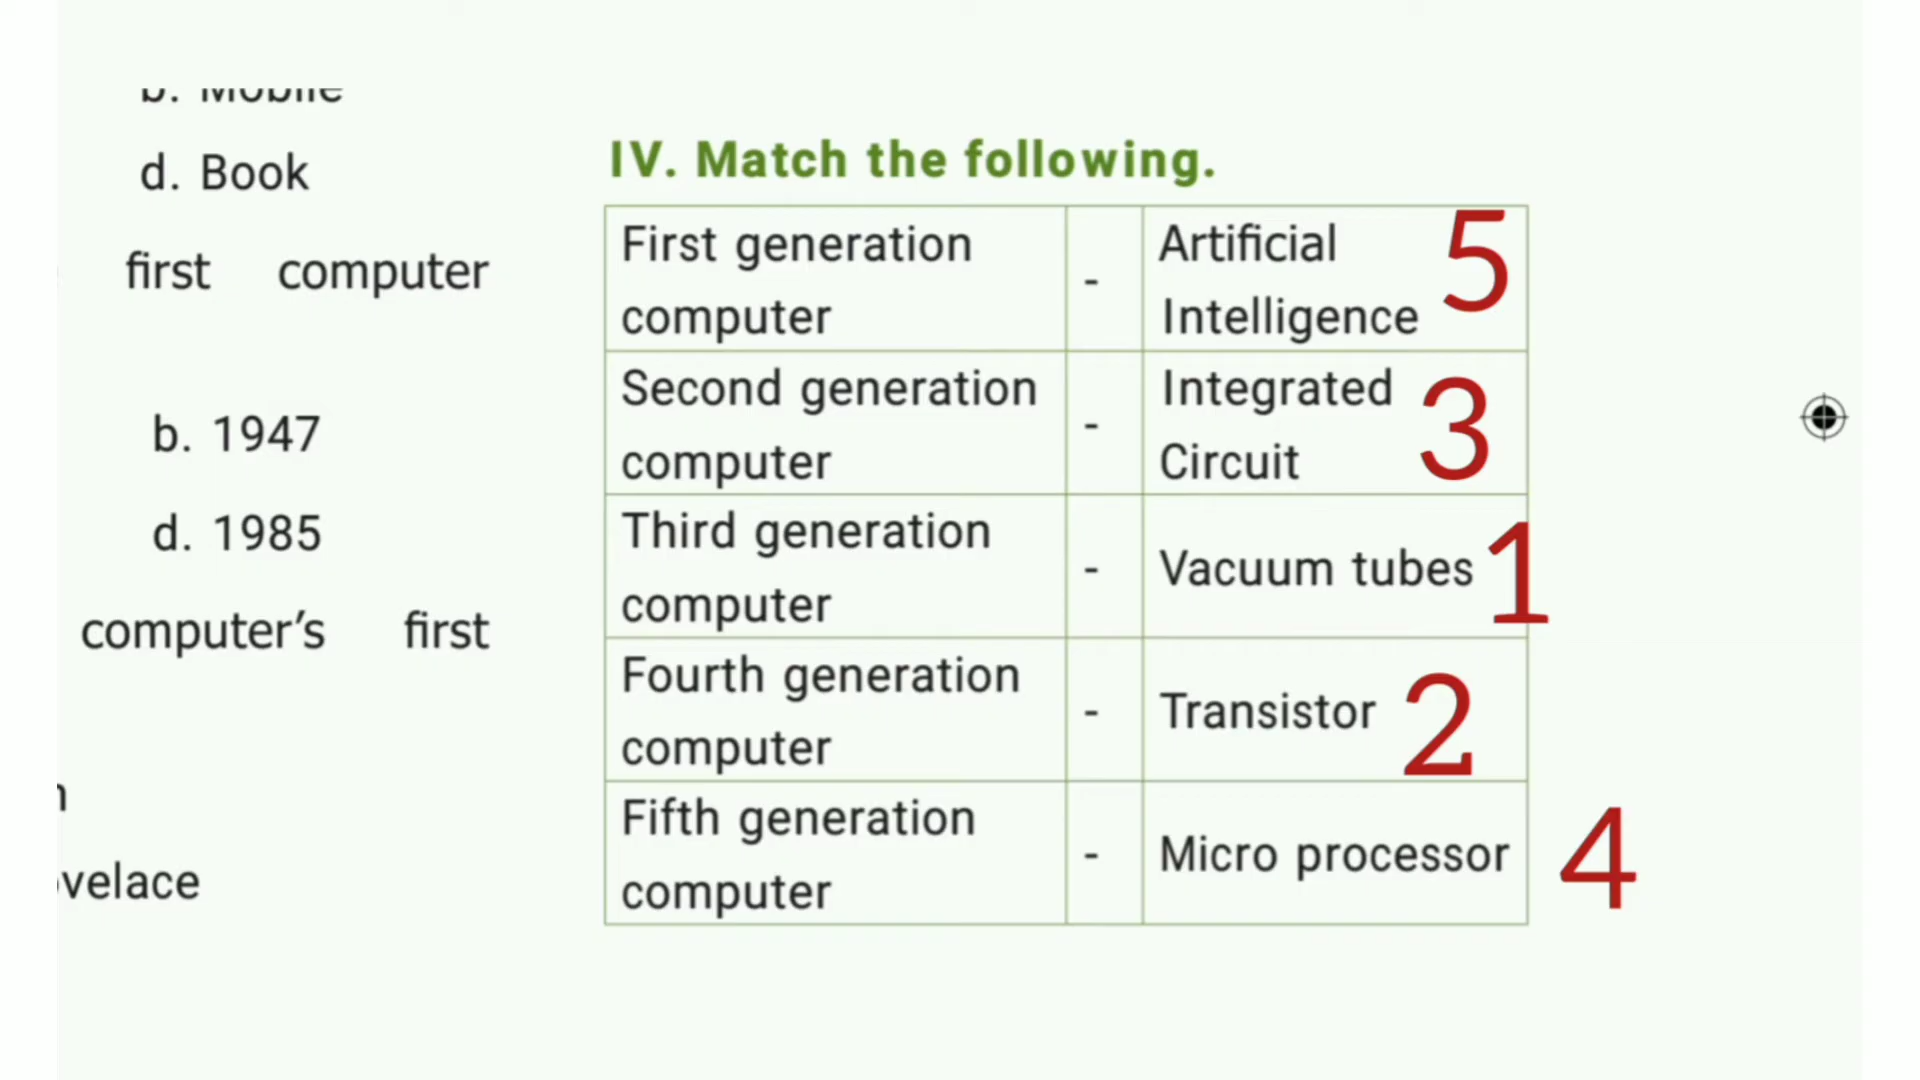 d. Book
first computer
b. 1947
d. 1985
computer's first
IV. Match the following.
First generation computer - Artificial Intelligence 5
Second generation computer - Integrated Circuit 3
Third generation computer - Vacuum tubes 1
Fourth generation computer - Transistor 2
Fifth generation computer - Micro processor 4